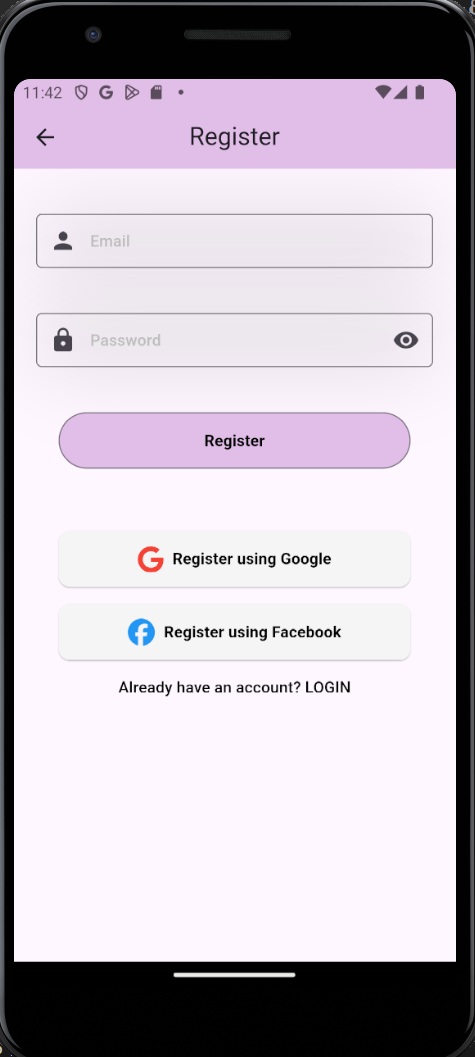 11:42
Register
Email
Password
Register
Register using Google
Register using Facebook
Already have an account? LOGIN